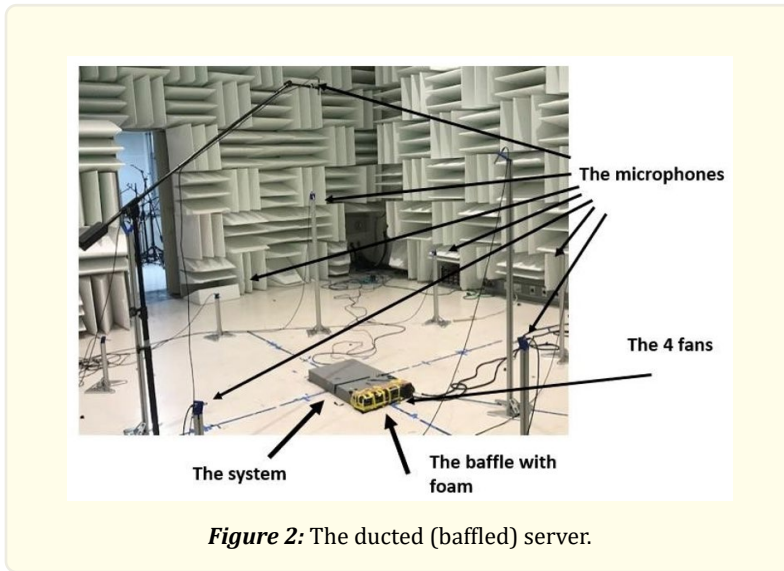 The microphones
The 4 fans
The system
The baffle with
foam
Figure 2: The ducted (baffled) server.